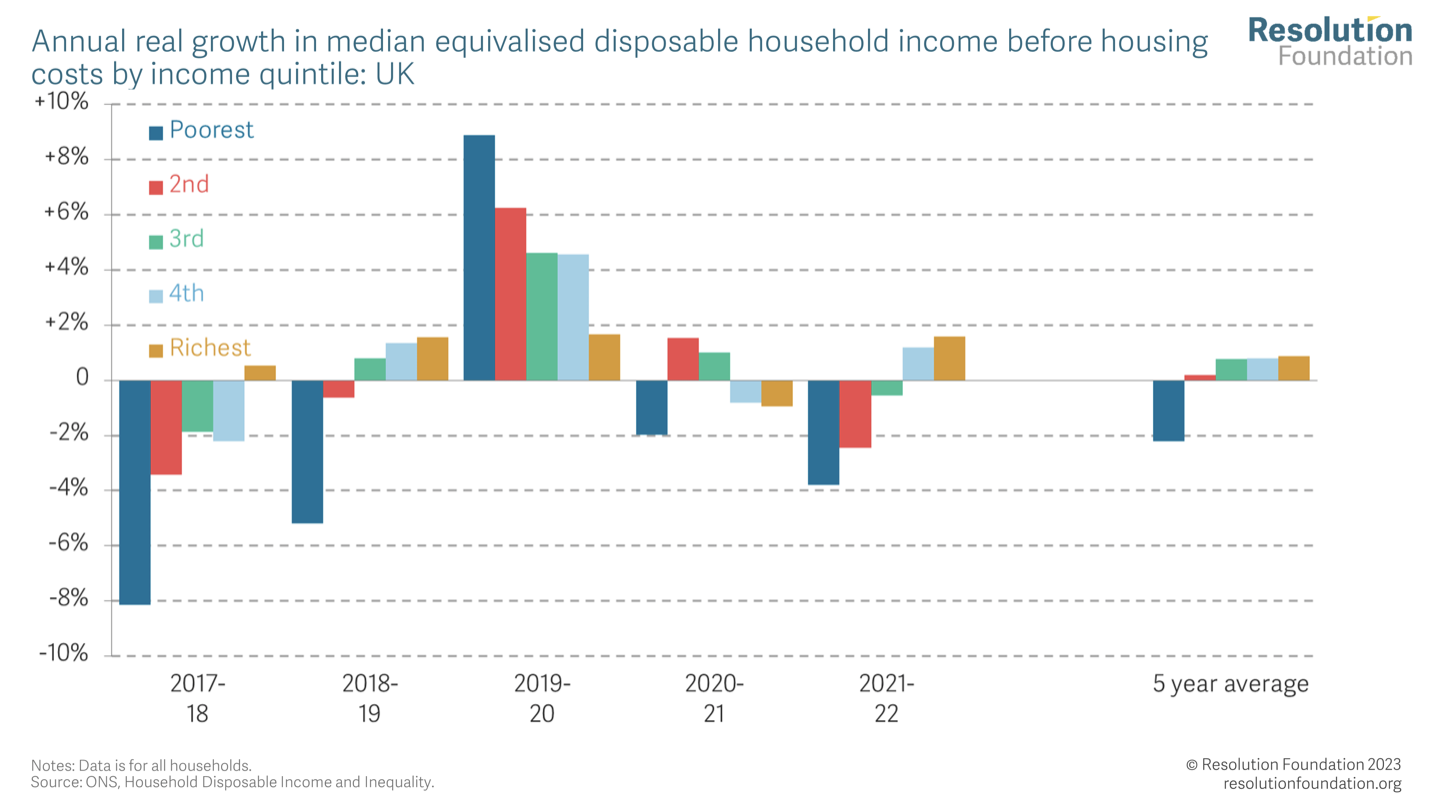 Annual real growth in median equivalised disposable household income before housing
costs by income quintile: UK
Resolution
Foundation
+10%
+8%
+6%
+4%
+2%
0
-2%
-4%
-6%
-8%
-10%
Poorest
2nd
3rd
4th
Richest
2017-
18
2018-
19
2019-
20
2020-
21
2021-
22
5 year average
Notes: Data is for all households.
Source: ONS, Household Disposable Income and Inequality.
© Resolution Foundation 2023
resolutionfoundation.org